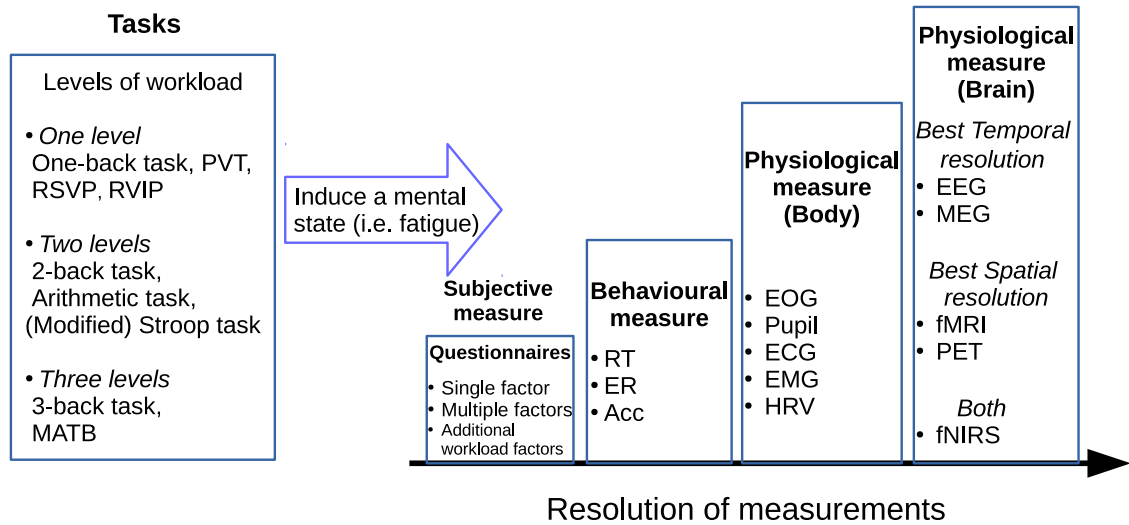 Tasks
Levels of workload
• One level
One-back task, PVT,
RSVP, RVIP
• Two levels
2-back task,
Arithmetic task,
(Modified) Stroop task
• Three levels
3-back task,
MATB
Induce a mental
state (i.e. fatigue)
Subjective
measure
Questionnaires
• Single factor
• Multiple factors
• Additional
workload factors
Behavioural
measure
• RT
• ER
• Acc
Physiological
measure
(Body)
• EOG
• Pupil
• ECG
• EMG
• HRV
Physiological
measure
(Brain)
Best Temporal
resolution
• EEG
• MEG
Best Spatial
resolution
• fMRI
• PET
Both
• fNIRS
Resolution of measurements